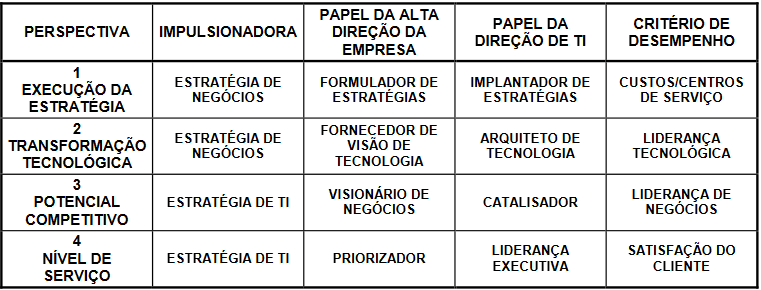 PERSPECTIVA
IMPULSIONADORA
PAPEL DA ALTA
DIREÇÃO DA
EMPRESA
PAPEL DA
DIREÇÃO DE TI
CRITÉRIO DE
DESEMPENHO
1
EXECUÇÃO DA
ESTRATÉGIA
ESTRATÉGIA DE
NEGÓCIOS
FORMULADOR DE
ESTRATÉGIAS
IMPLANTADOR DE
ESTRATÉGIAS
CUSTOS/CENTROS
DE SERVIÇO
2
TRANSFORMAÇÃO
TECNOLÓGICA
ESTRATÉGIA DE
NEGÓCIOS
FORNECEDOR DE
VISÃO DE
TECNOLOGIA
ARQUITETO DE
TECNOLOGIA
LIDERANÇA
TECNOLÓGICA
3
POTENCIAL
COMPETITIVO
ESTRATÉGIA DE TI
VISIONÁRIO DE
NEGÓCIOS
CATALISADOR
LIDERANÇA DE
NEGÓCIOS
4
NÍVEL DE
SERVIÇO
ESTRATÉGIA DE TI
PRIORIZADOR
LIDERANÇA
EXECUTIVA
SATISFAÇÃO DO
CLIENTE